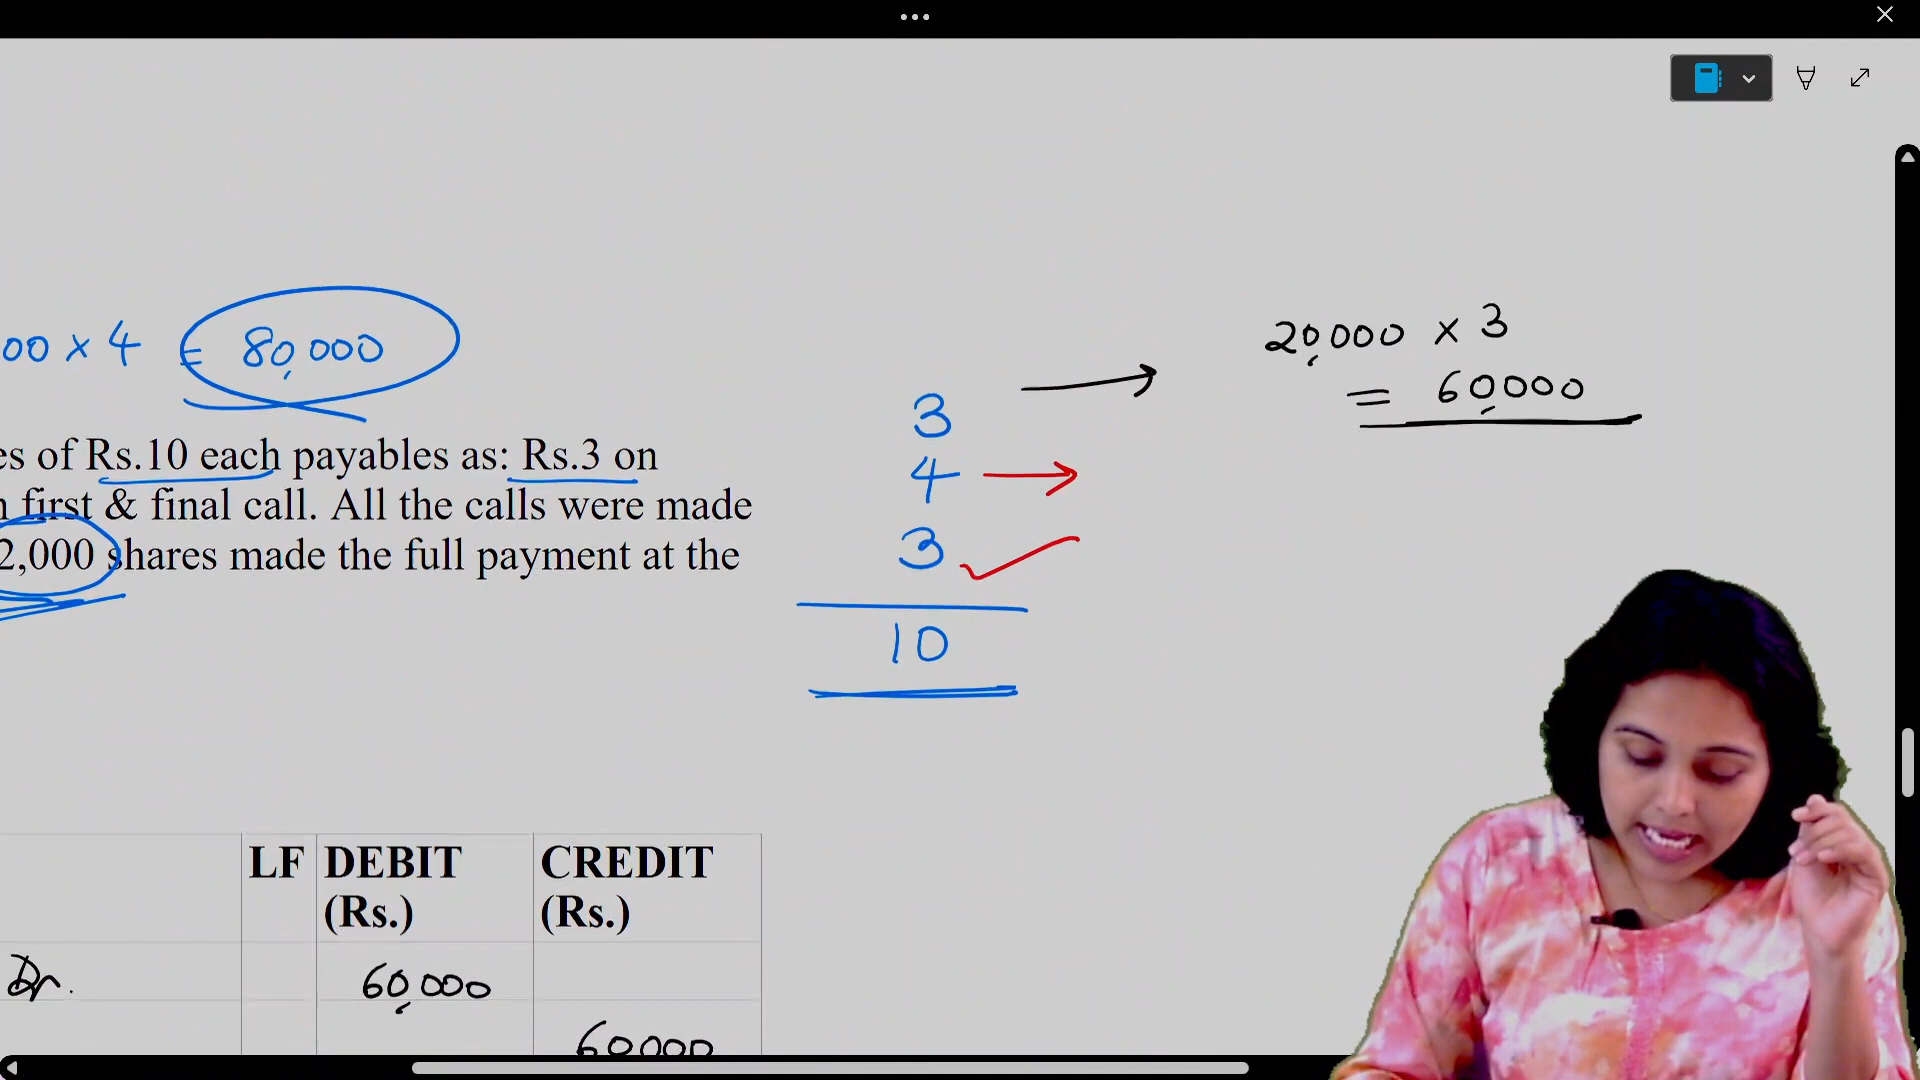 00 × 4 = 80,000
20,000 × 3
= 60,000
3
4
3
10
es of Rs.10 each payables as: Rs.3 on
n first & final call. All the calls were made
2,000 shares made the full payment at the
LF DEBIT (Rs.) CREDIT (Rs.)
Dr. 60,000
60000